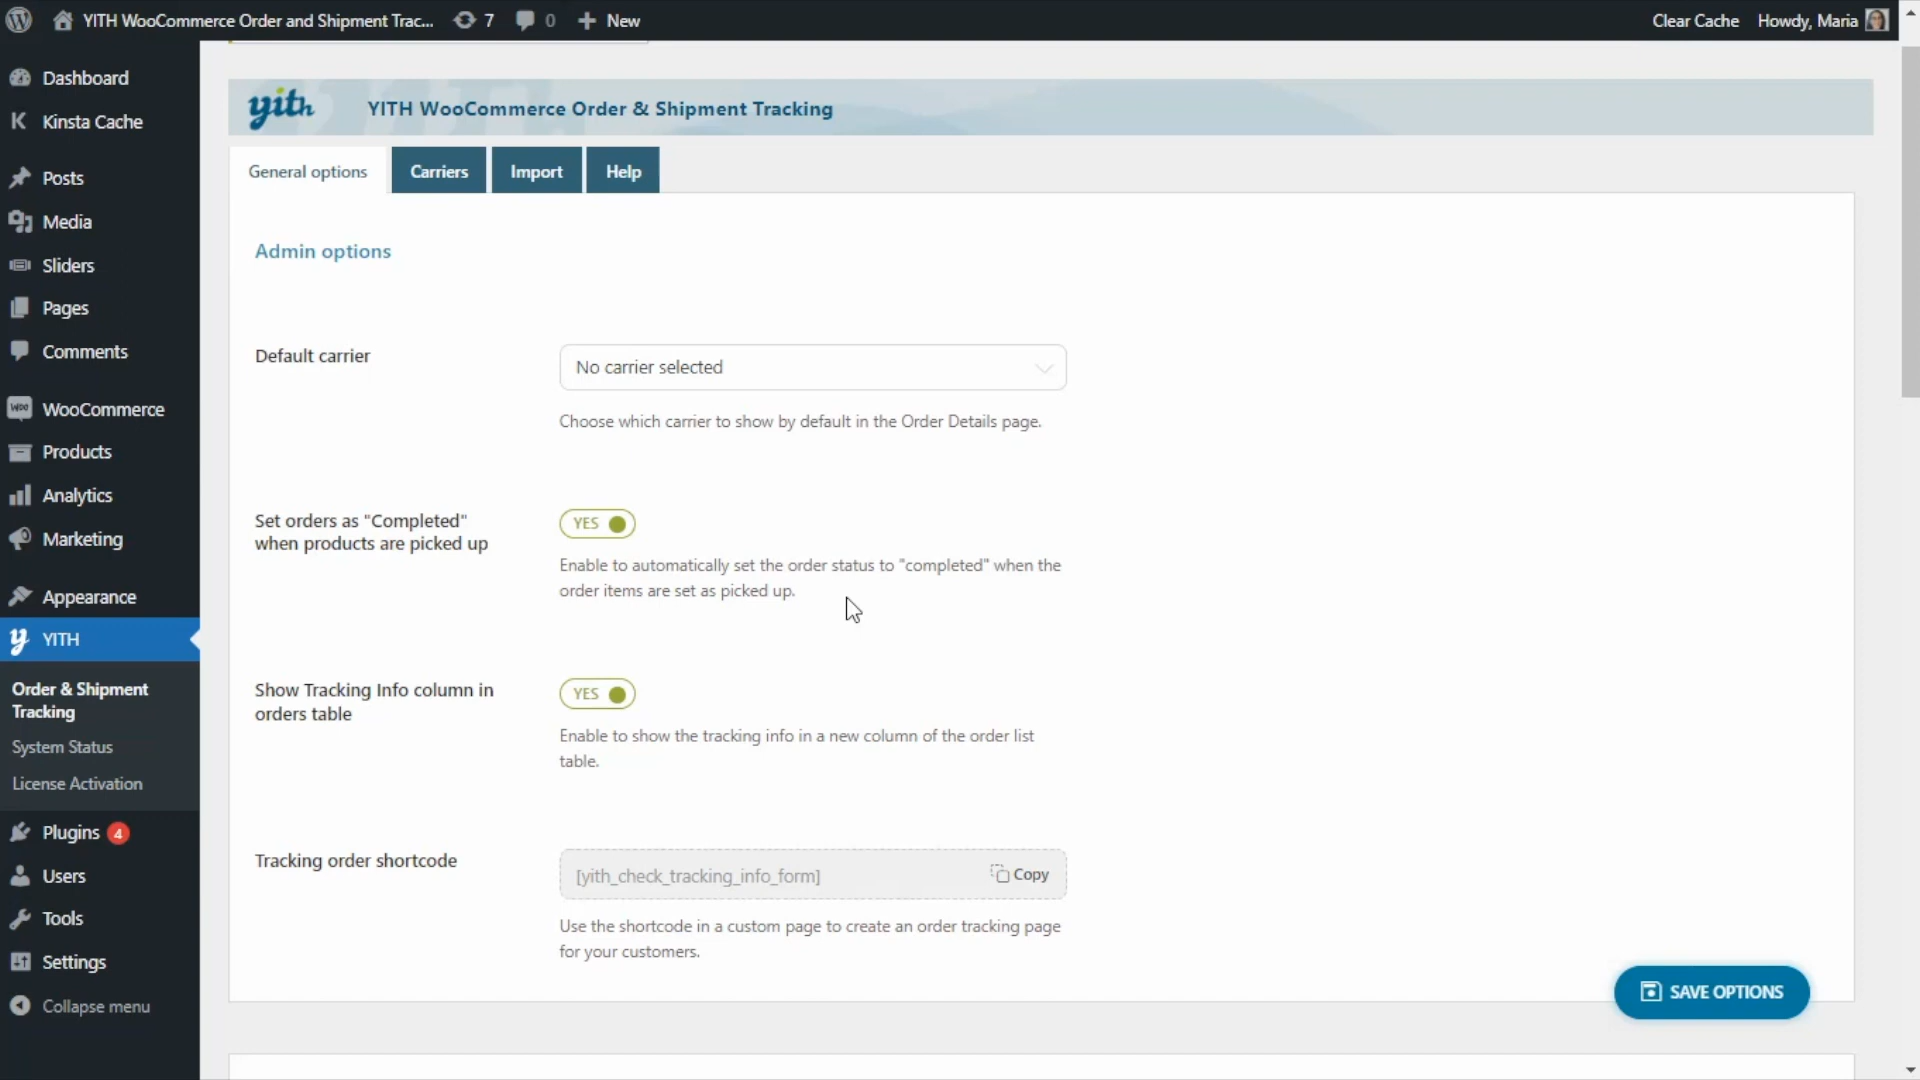 YITH WooCommerce Order and Shipment Trac... 7 0 New Clear Cache Howdy, Maria
Dashboard
Kinsta Cache
Posts
Media
Sliders
Pages
Comments
WooCommerce
Products
Analytics
Marketing
Appearance
YITH
Order & Shipment
Tracking
System Status
License Activation
Plugins 4
Users
Tools
Settings
Collapse menu
yith YITH WooCommerce Order & Shipment Tracking
General options Carriers Import Help
Admin options
Default carrier
No carrier selected
Choose which carrier to show by default in the Order Details page.
Set orders as "Completed"
when products are picked up
YES
Enable to automatically set the order status to "completed" when the
order items are set as picked up.
Show Tracking Info column in
orders table
YES
Enable to show the tracking info in a new column of the order list
table.
Tracking order shortcode
[yith_check_tracking_info_form] Copy
Use the shortcode in a custom page to create an order tracking page
for your customers.
SAVE OPTIONS